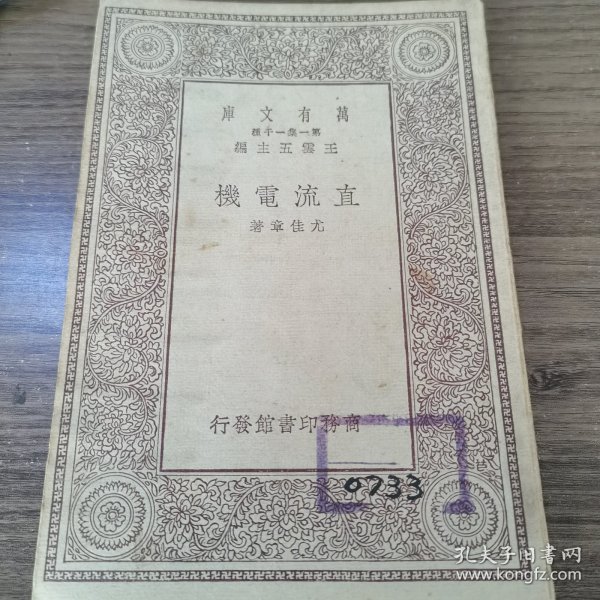 萬有文庫
第一集一千種
王雲五主編
直流電機
尤佳章著
商務印書館發行
0733
孔夫子旧书网
www.kongfz.com